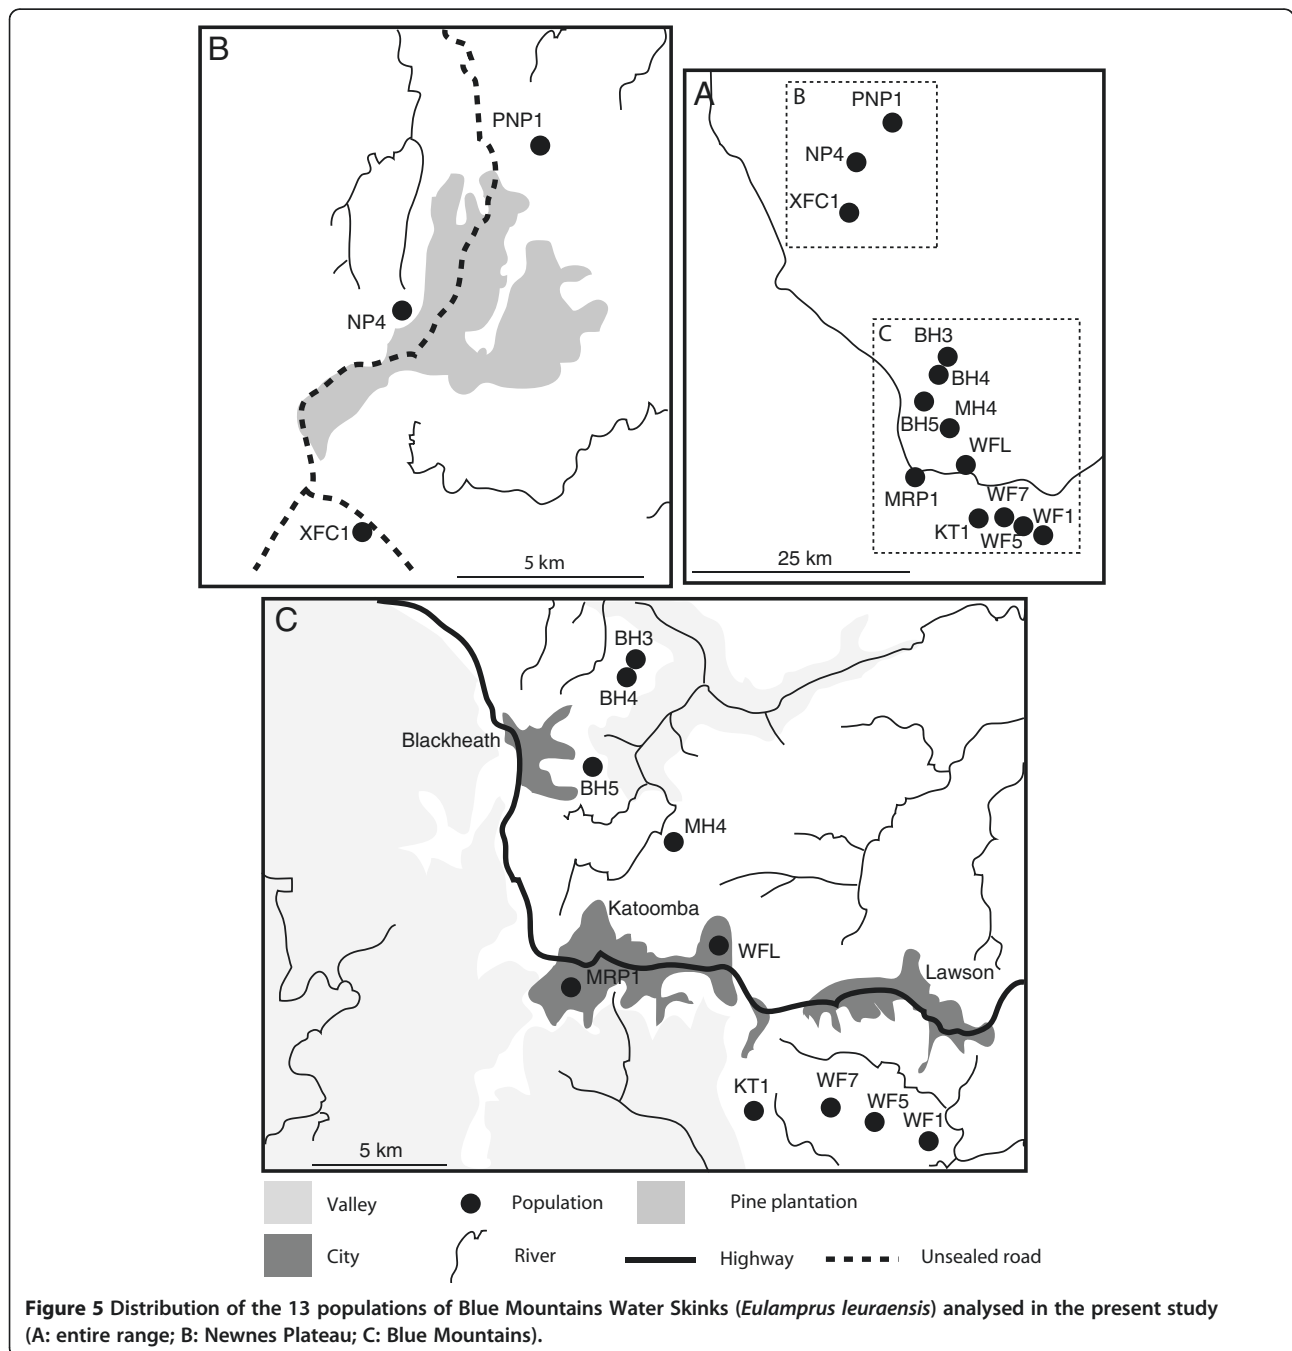 B
PNP1
NP4
XFC1
5 km
A
B
PNP1
NP4
XFC1
C
BH3
BH4
BH5
MH4
WFL
MRP1
WF7
KT1
WF5
WF1
25 km
C
BH3
BH4
Blackheath
BH5
MH4
Katoomba
WFL
MRP1
Lawson
KT1
WF7
WF5
WF1
5 km
Valley
Population
Pine plantation
City
River
Highway
Unsealed road
Figure 5 Distribution of the 13 populations of Blue Mountains Water Skinks (Eulamprus leuraensis) analysed in the present study
(A: entire range; B: Newnes Plateau; C: Blue Mountains).